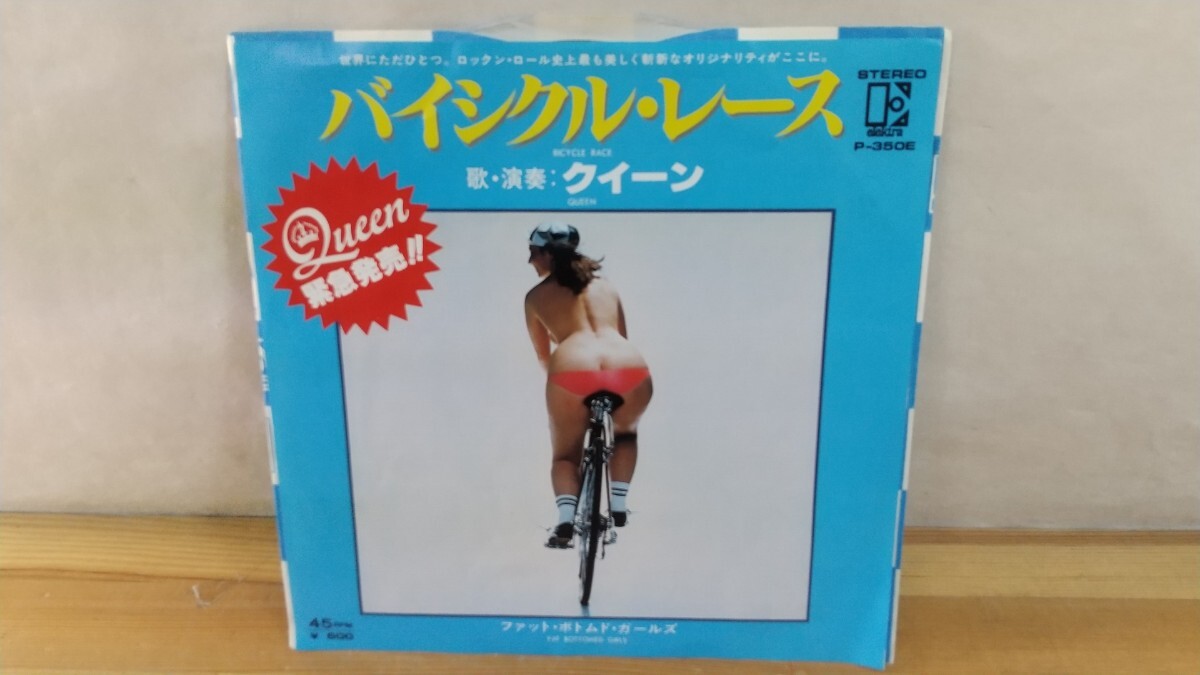 世界にただひとつ。ロックン・ロール史上最も美しく斬新なオリジナリティがここに。
バイシクル・レース
BICYCLE RACE
歌・演奏:クイーン
QUEEN
STEREO
elektra
P-350E
Queen
緊急発売!!
45rpm
¥600
ファット・ボトムド・ガールズ
FAT BOTTOMED GIRLS